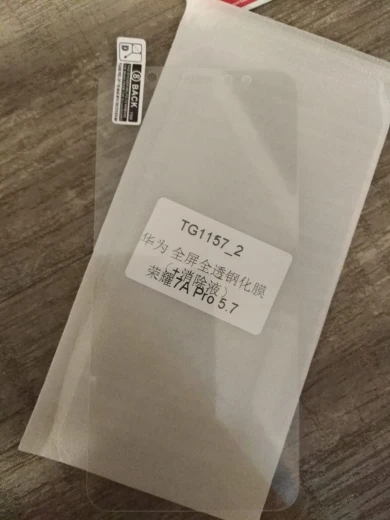 (8) BACK
TG1157_2
华为 全屏全透钢化膜
（+消除液）
荣耀7A Pro 5.7